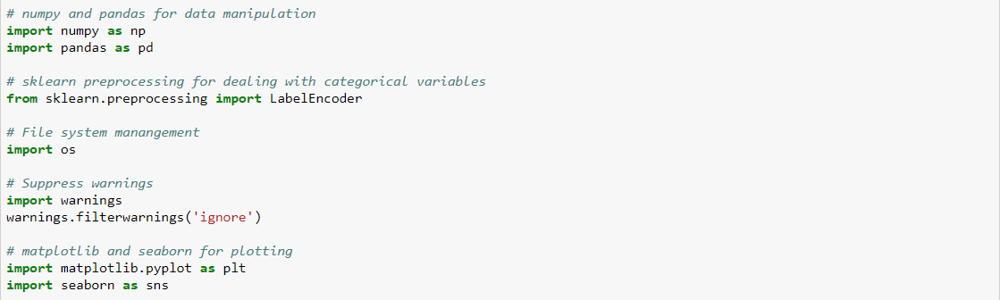 # numpy and pandas for data manipulation
import numpy as np
import pandas as pd
# sklearn preprocessing for dealing with categorical variables
from sklearn.preprocessing import LabelEncoder
# File system manangement
import os
# Suppress warnings
import warnings
warnings.filterwarnings('ignore')
# matplotlib and seaborn for plotting
import matplotlib.pyplot as plt
import seaborn as sns